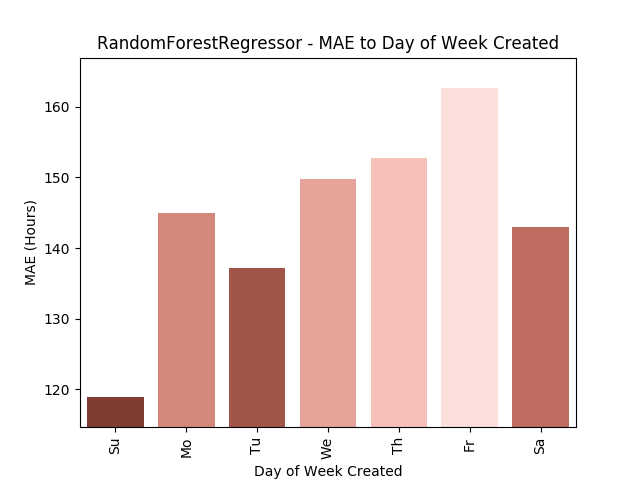 RandomForestRegressor - MAE to Day of Week Created
160
150
140
130
120
MAE (Hours)
Su
Mo
Tu
We
Th
Fr
Sa
Day of Week Created